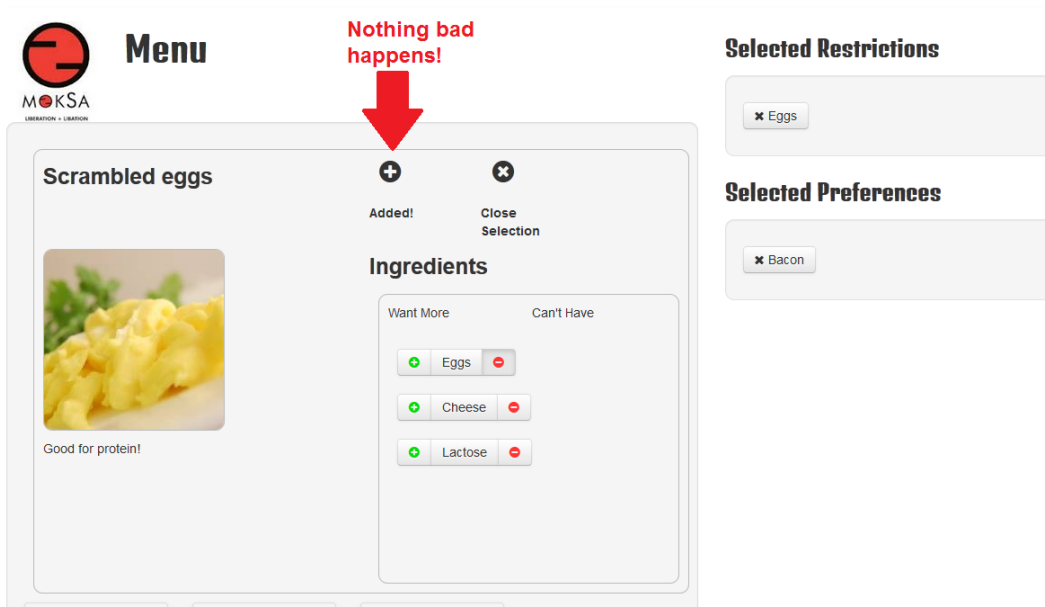 Menu
Nothing bad
happens!
MOKSA
LIBERATION + LIBATION
Scrambled eggs
Added!
Close
Selection
Ingredients
Want More
Can't Have
Eggs
Cheese
Lactose
Good for protein!
Selected Restrictions
Eggs
Selected Preferences
Bacon